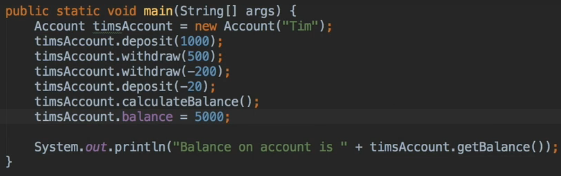 public static void main(String[] args) {
    Account timsAccount = new Account("Tim");
    timsAccount.deposit(1000);
    timsAccount.withdraw(500);
    timsAccount.withdraw(-200);
    timsAccount.deposit(-20);
    timsAccount.calculateBalance();
    timsAccount.balance = 5000;

    System.out.println("Balance on account is " + timsAccount.getBalance());
}